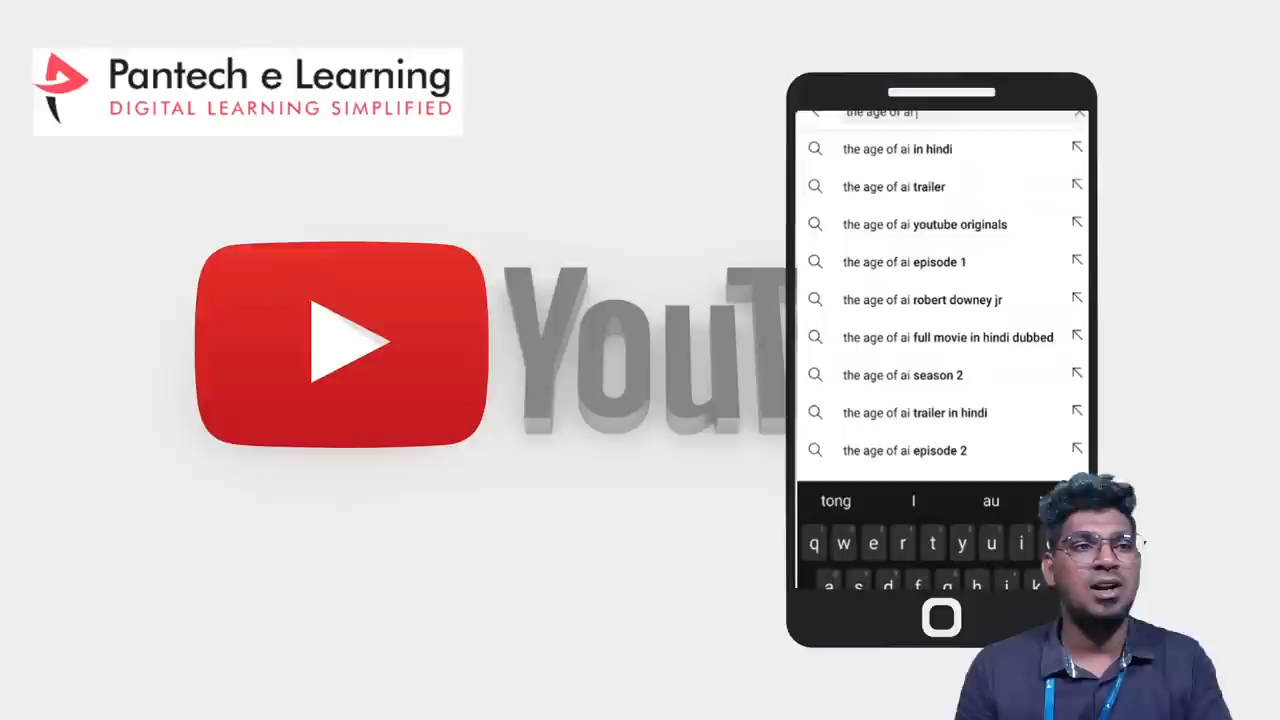 Pantech e Learning
DIGITAL LEARNING SIMPLIFIED
YouT
the age of ai
the age of ai in hindi
the age of ai trailer
the age of ai youtube originals
the age of ai episode 1
the age of ai robert downey jr
the age of ai full movie in hindi dubbed
the age of ai season 2
the age of ai trailer in hindi
the age of ai episode 2
tong I au
q w e r t y u i
a s d f g h j k